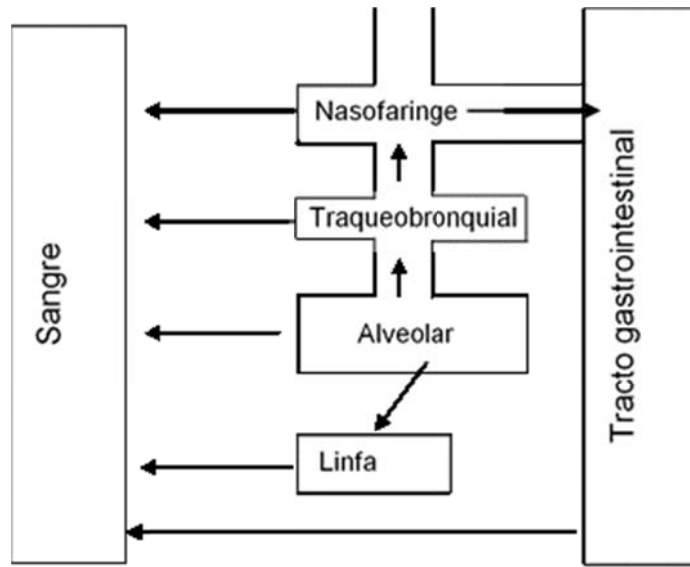 Nasofaringe
Traqueobronquial
Alveolar
Linfa
Sangre
Tracto gastrointestinal